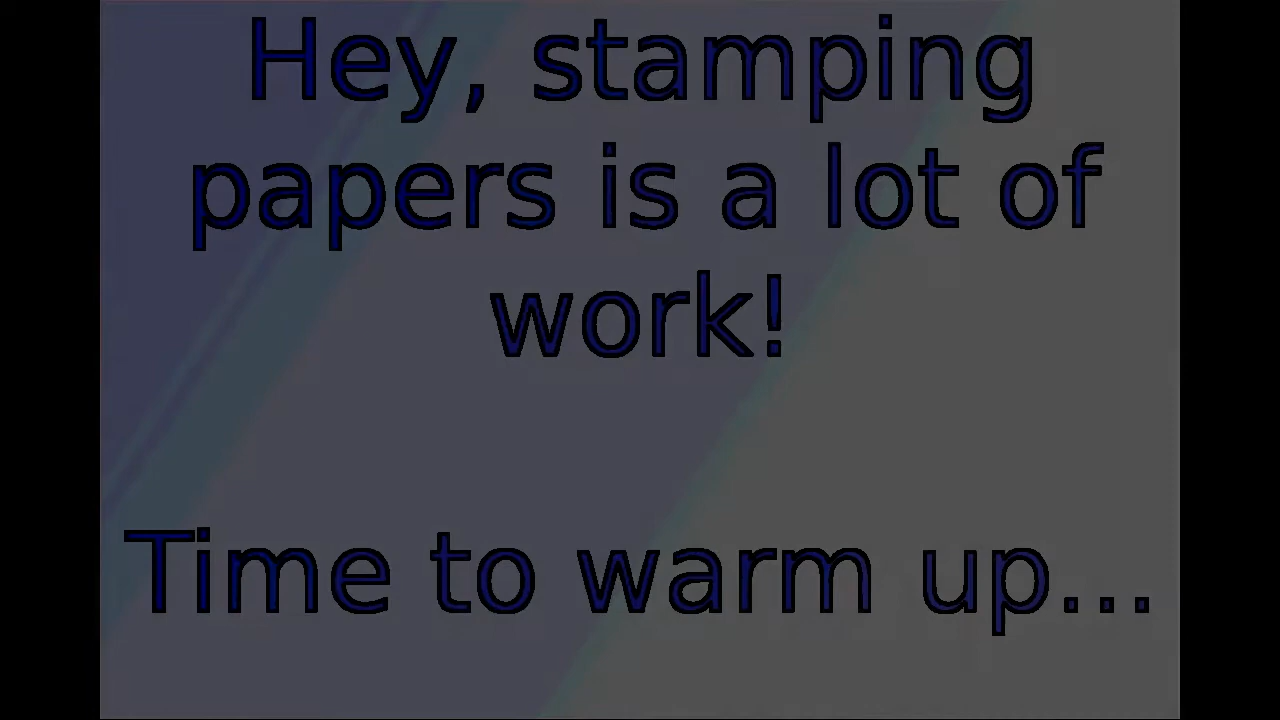 Hey, stamping
papers is a lot of
work!
Time to warm up...